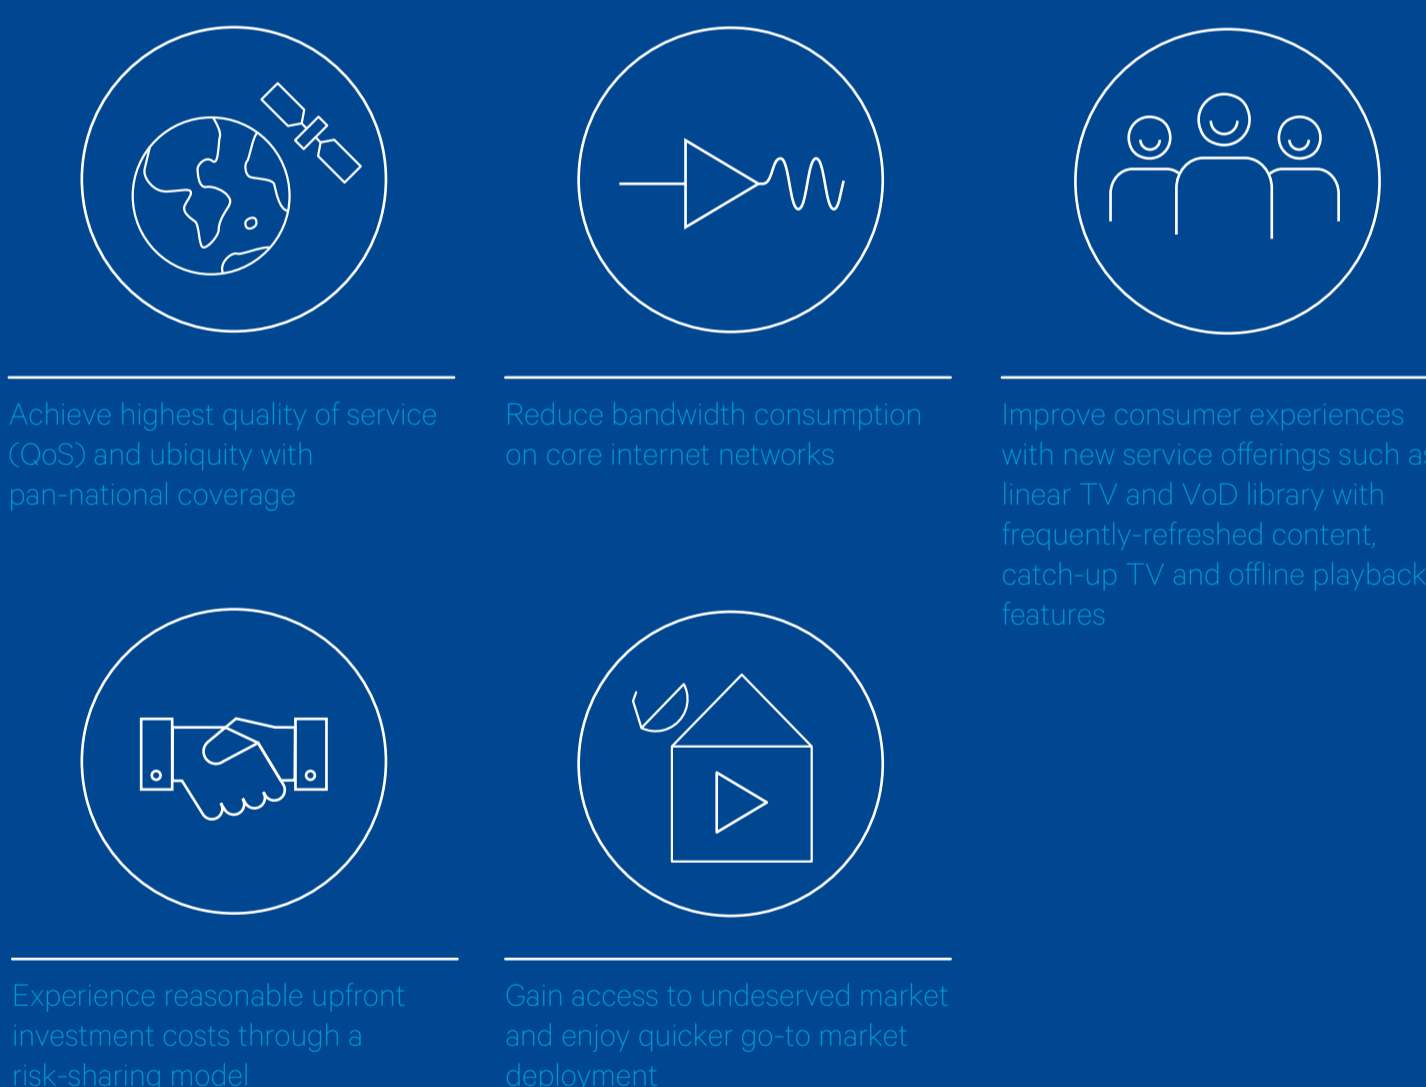 Achieve highest quality of service
(QoS) and ubiquity with
pan-national coverage
Reduce bandwidth consumption
on core internet networks
Improve consumer experiences
with new service offerings such as
linear TV and VoD library with
frequently-refreshed content,
catch-up TV and offline playback
features
Experience reasonable upfront
investment costs through a
risk-sharing model
Gain access to undeserved market
and enjoy quicker go-to market
deployment